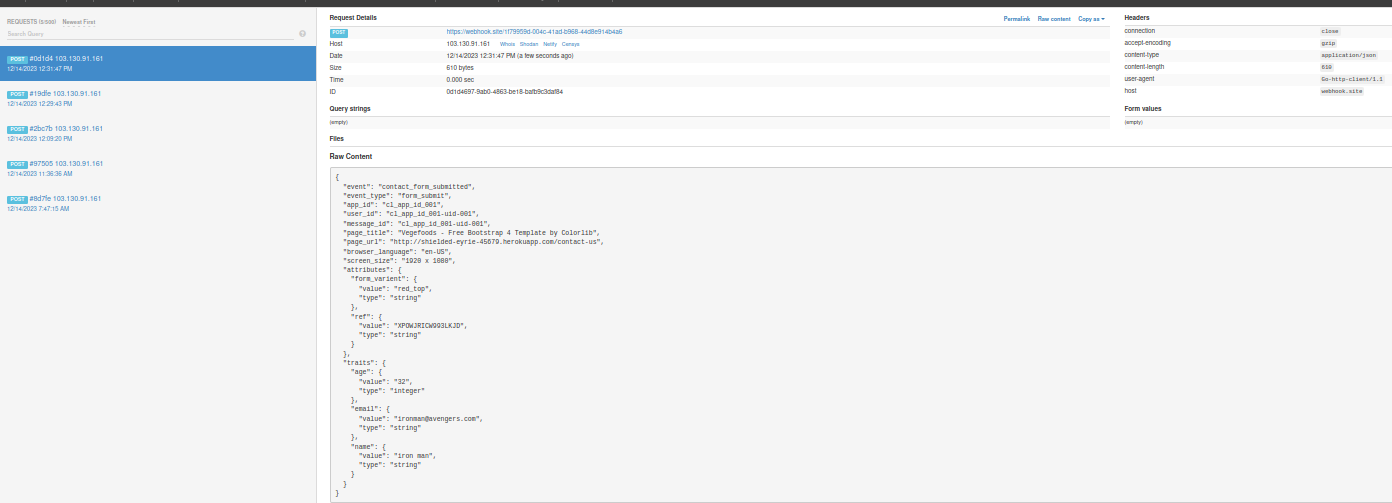 REQUESTS (5/500) Newest First
Search Query
POST #0d1d4 103.130.91.161
12/14/2023 12:31:47 PM
POST #19dfe 103.130.91.161
12/14/2023 12:29:43 PM
POST #2bc7b 103.130.91.161
12/14/2023 12:09:20 PM
POST #97505 103.130.91.161
12/14/2023 11:36:36 AM
POST #8d7fe 103.130.91.161
12/14/2023 7:47:15 AM
Request Details Permalink Raw content Copy as
POST https://webhook.site/1f79959d-004c-41ad-b968-44d8e914b4a6
Host 103.130.91.161 Whois Shodan Netify Censys
Date 12/14/2023 12:31:47 PM (a few seconds ago)
Size 610 bytes
Time 0.000 sec
ID 0d1d4697-9ab0-4863-be18-bafb9c3daf84
Query strings
(empty)
Files
Raw Content
{
"event": "contact_form_submitted",
"event_type": "form_submit",
"app_id": "cl_app_id_001",
"user_id": "cl_app_id_001-uid-001",
"message_id": "cl_app_id_001-uid-001",
"page_title": "Vegefoods - Free Bootstrap 4 Template by Colorlib",
"page_url": "http://shielded-eyrie-45679.herokuapp.com/contact-us",
"browser_language": "en-US",
"screen_size": "1920 x 1080",
"attributes": {
"form_varient": {
"value": "red_top",
"type": "string"
},
"ref": {
"value": "XPOWJRICW993LKJD",
"type": "string"
}
},
"traits": {
"age": {
"value": "32",
"type": "integer"
},
"email": {
"value": "ironman@avengers.com",
"type": "string"
},
"name": {
"value": "iron man",
"type": "string"
}
}
}
Headers
connection close
accept-encoding gzip
content-type application/json
content-length 610
user-agent Go-http-client/1.1
host webhook.site
Form values
(empty)